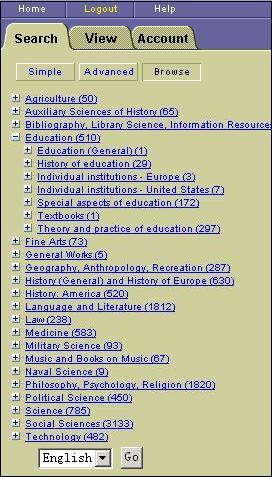 Home Logout Help
Search View Account
Simple Advanced Browse
Agriculture (50)
Auxiliary Sciences of History (65)
Bibliography, Library Science, Information Resources
Education (510)
Education (General) (1)
History of education (29)
Individual institutions - Europe (3)
Individual institutions - United States (7)
Special aspects of education (172)
Textbooks (1)
Theory and practice of education (297)
Fine Arts (73)
General Works (5)
Geography, Anthropology, Recreation (287)
History (General) and History of Europe (630)
History: America (520)
Language and Literature (1812)
Law (238)
Medicine (583)
Military Science (93)
Music and Books on Music (67)
Naval Science (9)
Philosophy, Psychology, Religion (1820)
Political Science (450)
Science (785)
Social Sciences (3133)
Technology (482)
English Go